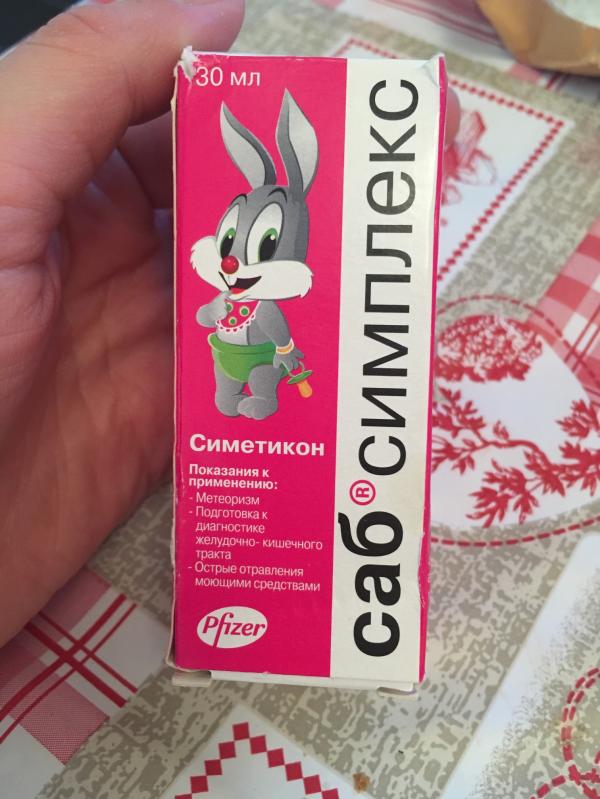 30 мл
саб®симплекс
Симетикон
Показания к
применению:
- Метеоризм
- Подготовка к
диагностике
желудочно- кишечного
тракта
- Острые отравления
моющими средствами
Pfizer